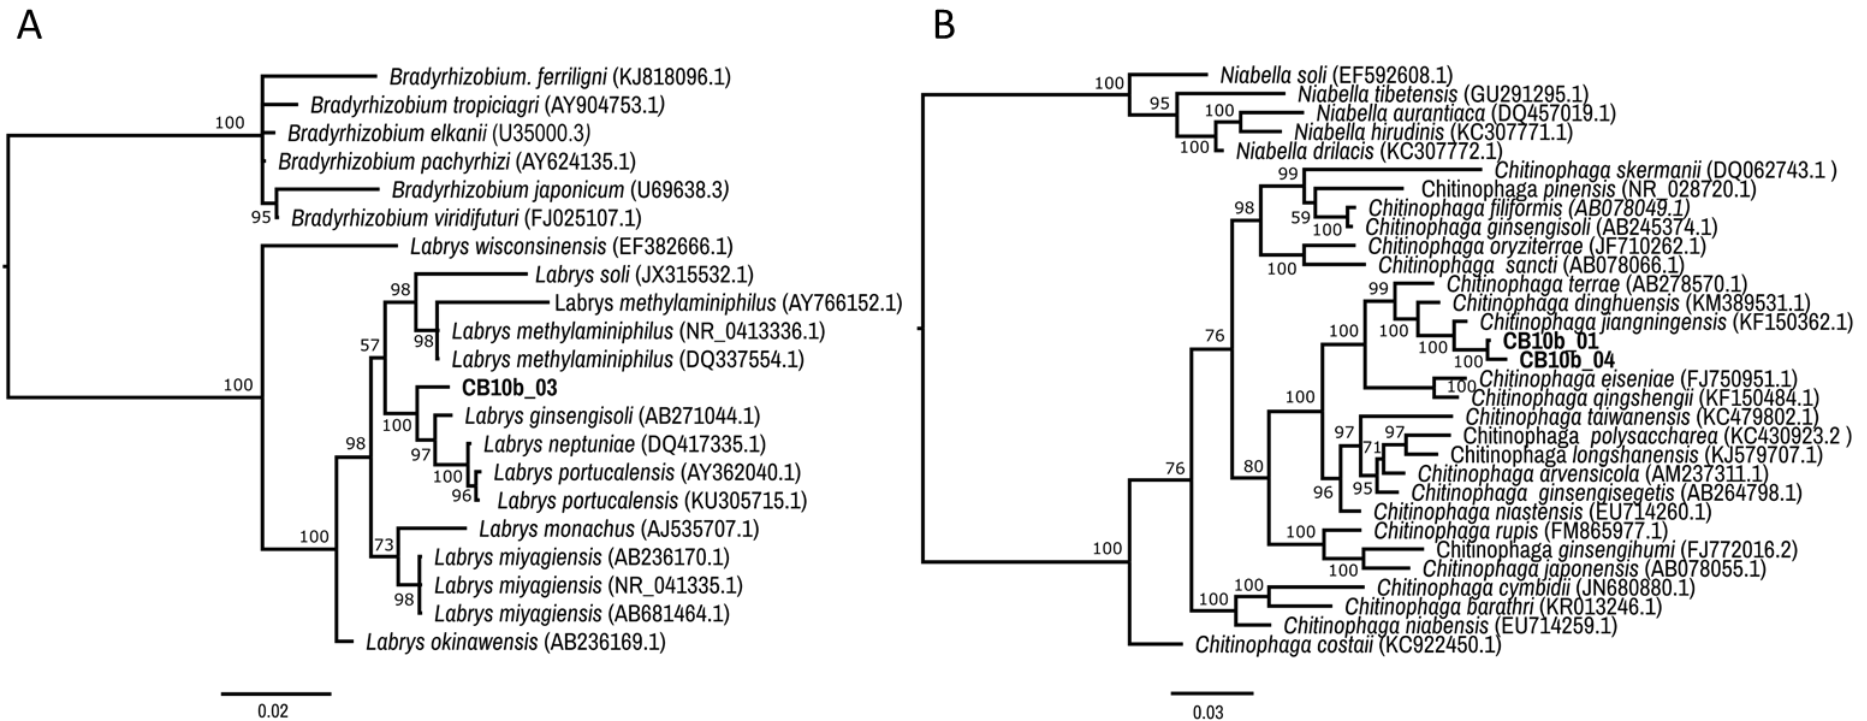 A
100
Bradyrhizobium. ferriligni (KJ818096.1)
Bradyrhizobium tropiciagri (AY904753.1)
Bradyrhizobium elkanii (U35000.3)
Bradyrhizobium pachyrhizi (AY624135.1)
Bradyrhizobium japonicum (U69638.3)
95
Bradyrhizobium viridifuturi (FJ025107.1)
Labrys wisconsinensis (EF382666.1)
Labrys soli (JX315532.1)
98
Labrys methylaminiphilus (AY766152.1)
Labrys methylaminiphilus (NR_0413336.1)
98
57
Labrys methylaminiphilus (DQ337554.1)
100
CB10b_03
Labrys ginsengisoli (AB271044.1)
100
98
Labrys neptuniae (DQ417335.1)
97
Labrys portucalensis (AY362040.1)
100
96
Labrys portucalensis (KU305715.1)
Labrys monachus (AJ535707.1)
100
73
Labrys miyagiensis (AB236170.1)
Labrys miyagiensis (NR_041335.1)
98
Labrys miyagiensis (AB681464.1)
Labrys okinawensis (AB236169.1)
0.02
B
Niabella soli (EF592608.1)
100
Niabella tibetensis (GU291295.1)
95
100
Niabella aurantiaca (DQ457019.1)
Niabella hirudinis (KC307771.1)
100
Niabella drilacis (KC307772.1)
Chitinophaga skermanii (DQ062743.1 )
99
Chitinophaga pinensis (NR_028720.1)
98
Chitinophaga filiformis (AB078049.1)
59
100
Chitinophaga ginsengisoli (AB245374.1)
Chitinophaga oryziterrae (JF710262.1)
100
Chitinophaga sancti (AB078066.1)
Chitinophaga terrae (AB278570.1)
99
Chitinophaga dinghuensis (KM389531.1)
Chitinophaga jiangningensis (KF150362.1)
100
100
76
CB10b_01
100
100
CB10b_04
Chitinophaga eiseniae (FJ750951.1)
100
100
Chitinophaga qingshengii (KF150484.1)
Chitinophaga taiwanensis (KC479802.1)
97
97
Chitinophaga polysaccharea (KC430923.2 )
71
Chitinophaga longshanensis (KJ579707.1)
76
80
Chitinophaga arvensicola (AM237311.1)
96
95
Chitinophaga ginsengisegetis (AB264798.1)
Chitinophaga niastensis (EU714260.1)
100
Chitinophaga rupis (FM865977.1)
100
Chitinophaga ginsengihumi (FJ772016.2)
100
Chitinophaga japonensis (AB078055.1)
100
Chitinophaga cymbidii (JN680880.1)
100
Chitinophaga barathri (KR013246.1)
Chitinophaga niabensis (EU714259.1)
Chitinophaga costaii (KC922450.1)
0.03